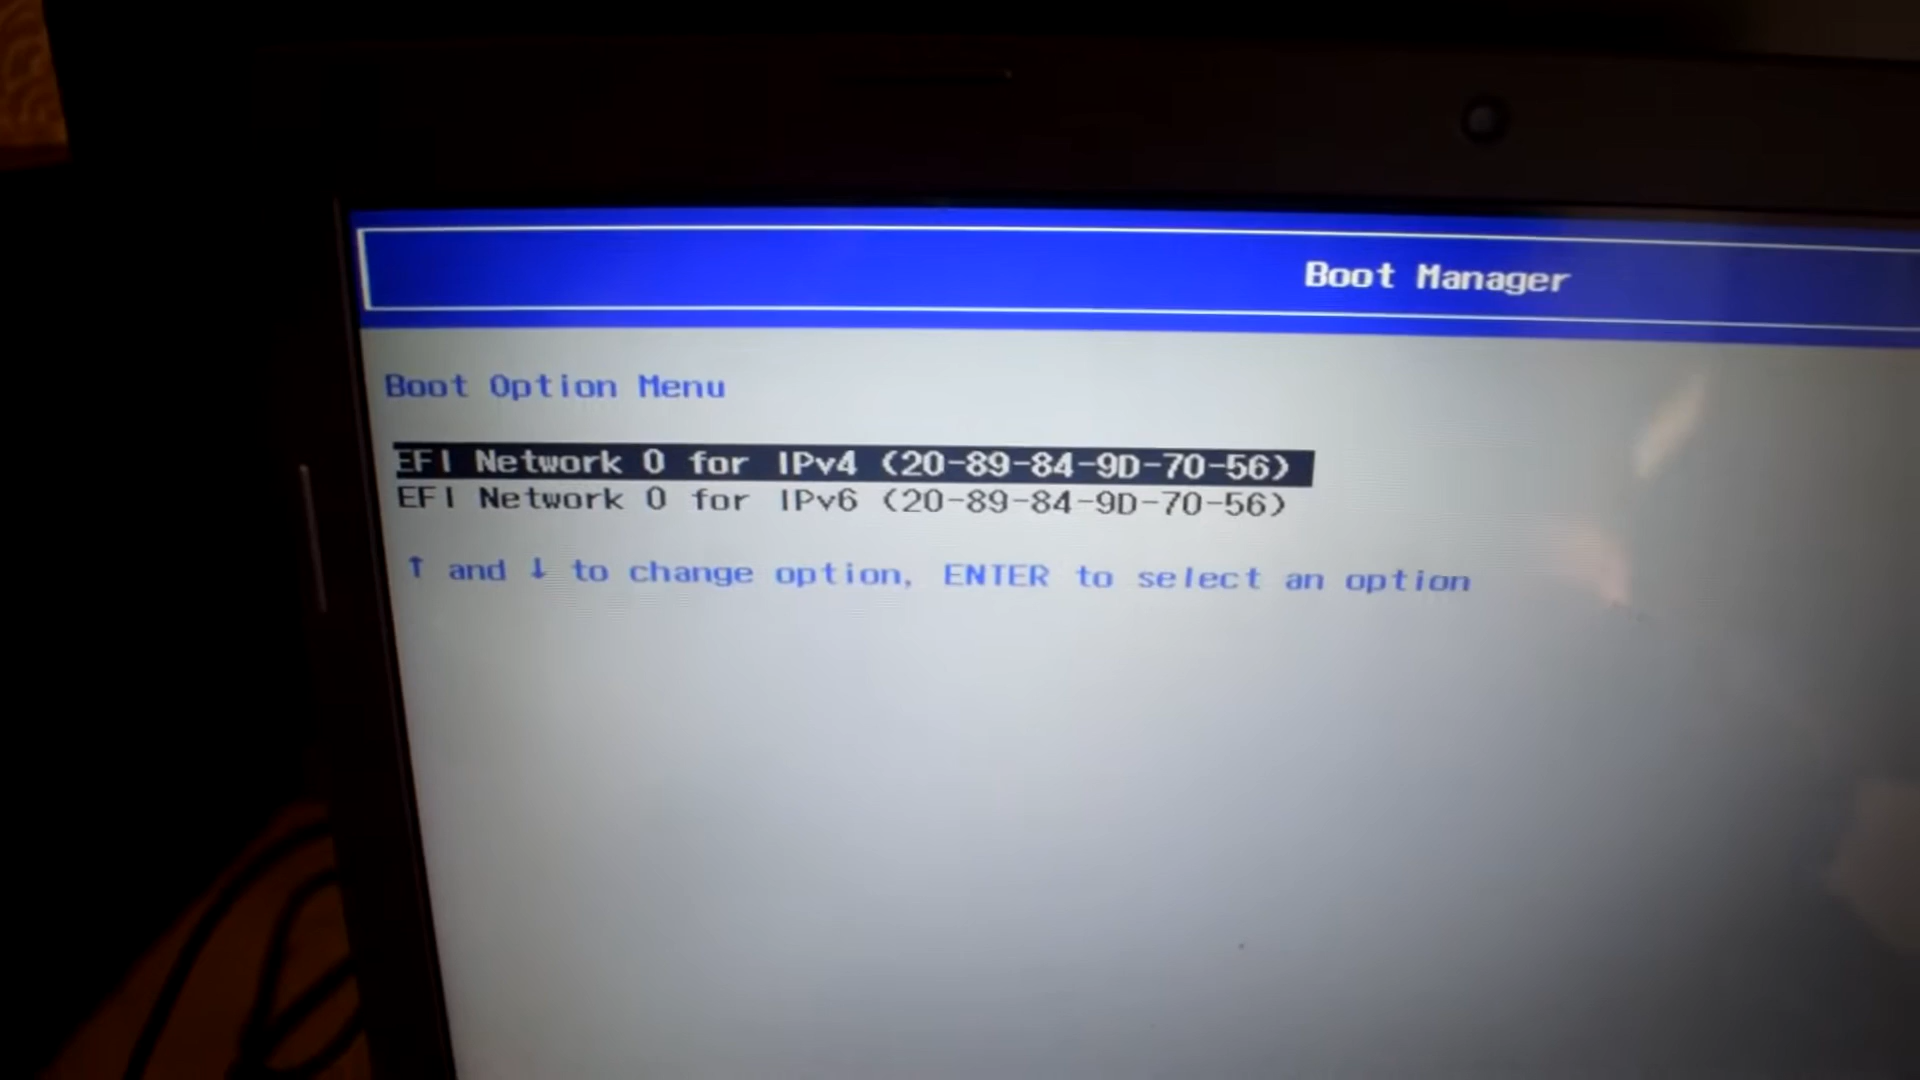 Boot Manager
Boot Option Menu
EFI Network 0 for IPv4 (20-89-84-9D-70-56)
EFI Network 0 for IPv6 (20-89-84-9D-70-56)
↑ and ↓ to change option, ENTER to select an option